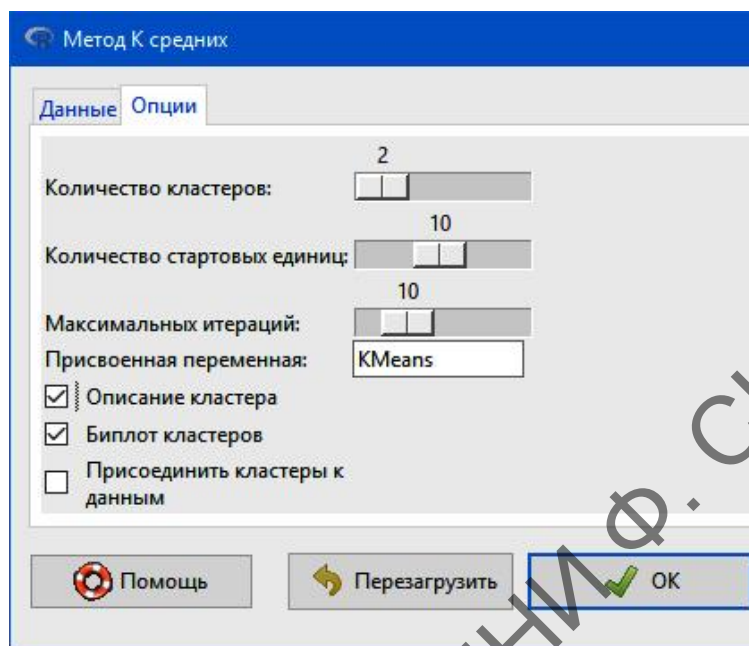 Метод К средних
Данные Опции
2
Количество кластеров:
10
Количество стартовых единиц:
10
Максимальных итераций:
Присвоенная переменная: KMeans
Описание кластера
Биплот кластеров
Присоединить кластеры к
данным
Помощь Перезагрузить OK